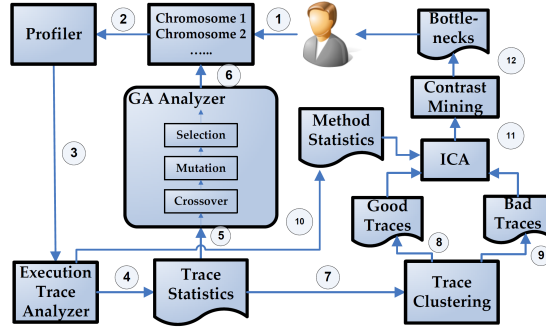 Profiler
2
Chromosome 1
Chromosome 2
......
1
Bottle-
necks
12
6
Contrast
Mining
GA Analyzer
Selection
Mutation
Crossover
3
Method
Statistics
11
ICA
Good
Traces
Bad
Traces
10
5
8
9
Execution
Trace
Analyzer
4
Trace
Statistics
7
Trace
Clustering